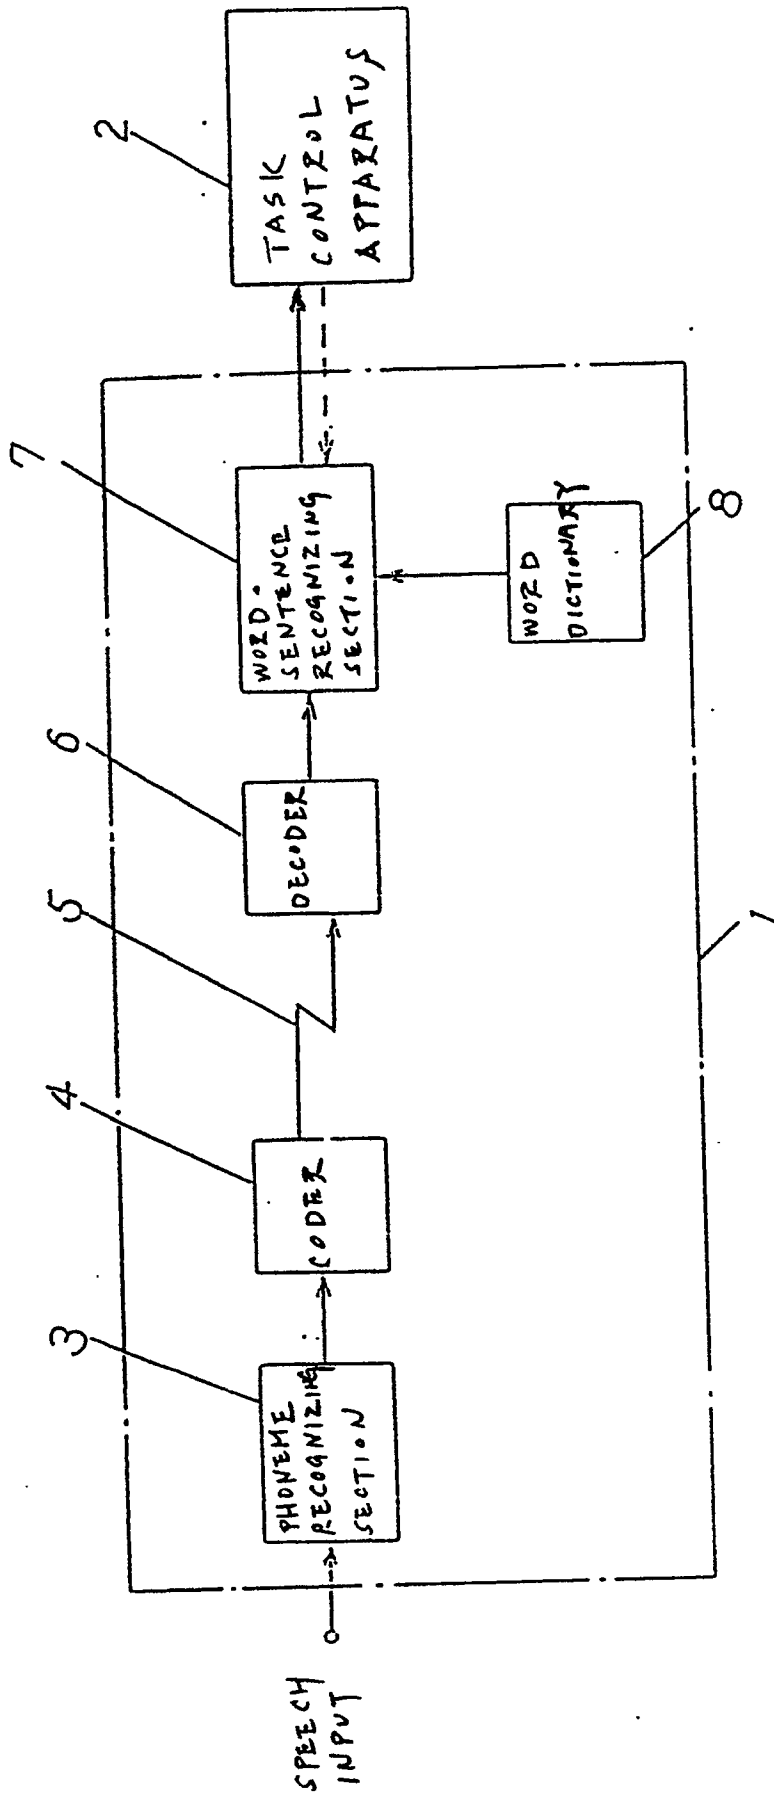 SPEECH
INPUT
3
PHONEME
RECOGNIZING
SECTION
4
CODER
5
6
DECODER
7
WORD·
SENTENCE
RECOGNIZING
SECTION
8
WORD
DICTIONARY
1
2
TASK
CONTROL
APPARATUS